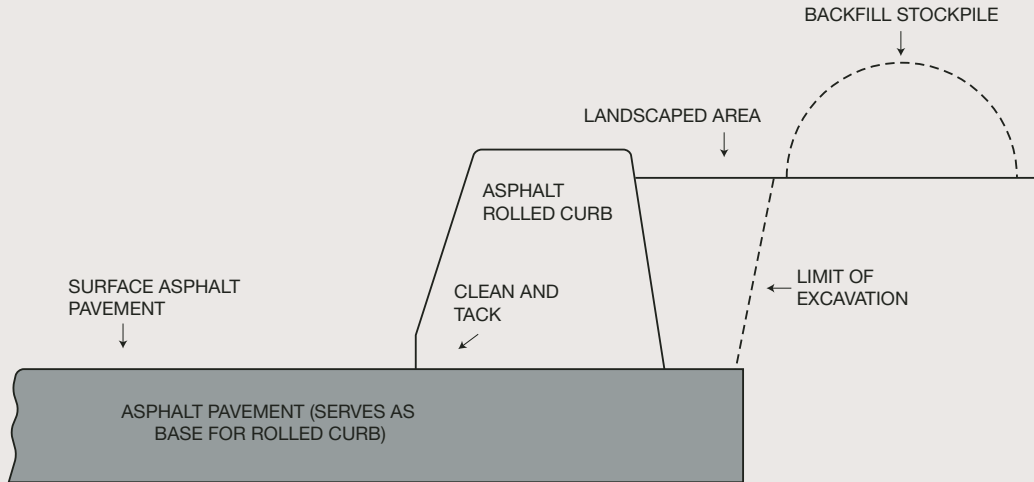 BACKFILL STOCKPILE
LANDSCAPED AREA
ASPHALT
ROLLED CURB
LIMIT OF
EXCAVATION
SURFACE ASPHALT
PAVEMENT
CLEAN AND
TACK
ASPHALT PAVEMENT (SERVES AS
BASE FOR ROLLED CURB)